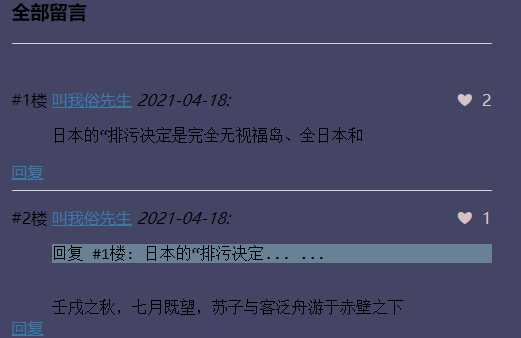 全部留言
#1楼 叫我俗先生 2021-04-18: 2
日本的“排污决定是完全无视福岛、全日本和
回复
#2楼 叫我俗先生 2021-04-18: 1
回复 #1楼: 日本的“排污决定... ...
壬戌之秋，七月既望，苏子与客泛舟游于赤壁之下
回复